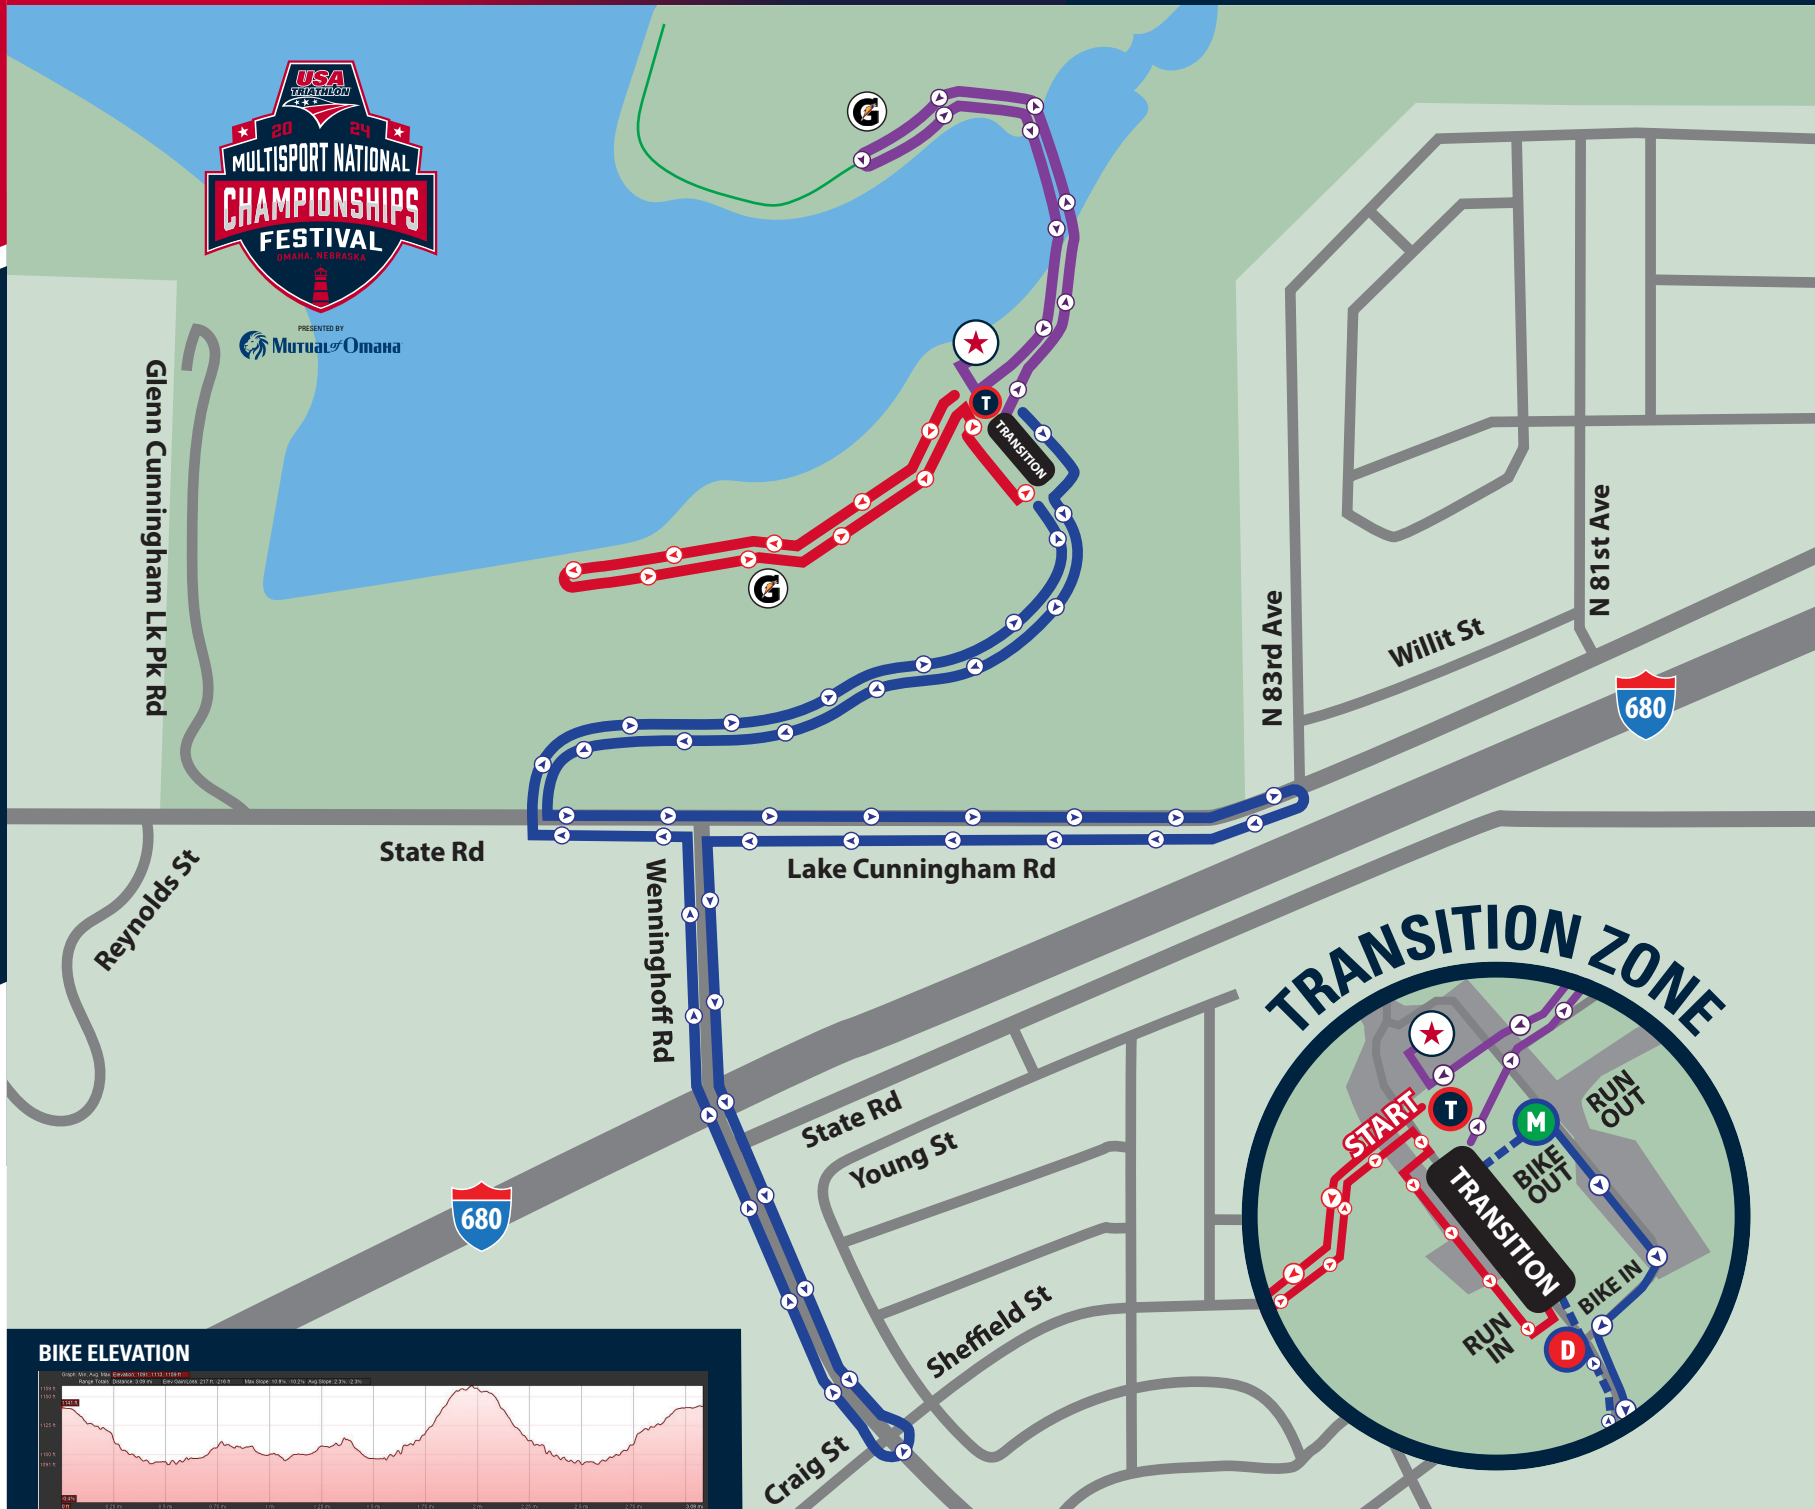 USA
TRIATHLON
20 24
MULTISPORT NATIONAL
CHAMPIONSHIPS
FESTIVAL
OMAHA, NEBRASKA
PRESENTED BY
Mutual of Omaha
G
T
TRANSITION
G
Glenn Cunningham Lk Pk Rd
N 83rd Ave
N 81st Ave
Willit St
680
State Rd
Lake Cunningham Rd
Reynolds St
Wenninghoff Rd
State Rd
Young St
680
Sheffield St
Craig St
TRANSITION ZONE
START
T
M
RUN
OUT
BIKE
OUT
TRANSITION
BIKE IN
RUN
IN
D
BIKE ELEVATION